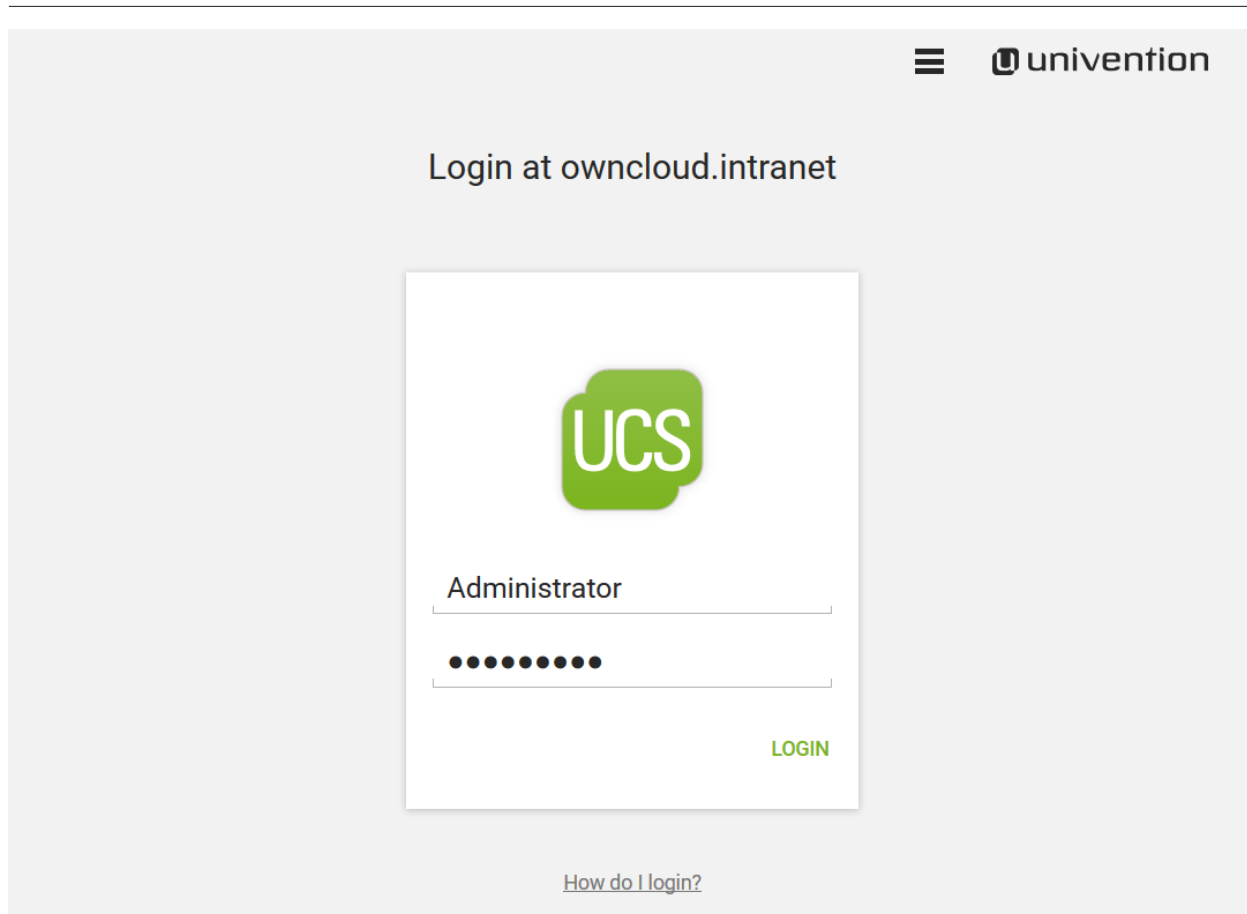 univention
Login at owncloud.intranet
UCS
Administrator
●●●●●●●●●
LOGIN
How do I login?